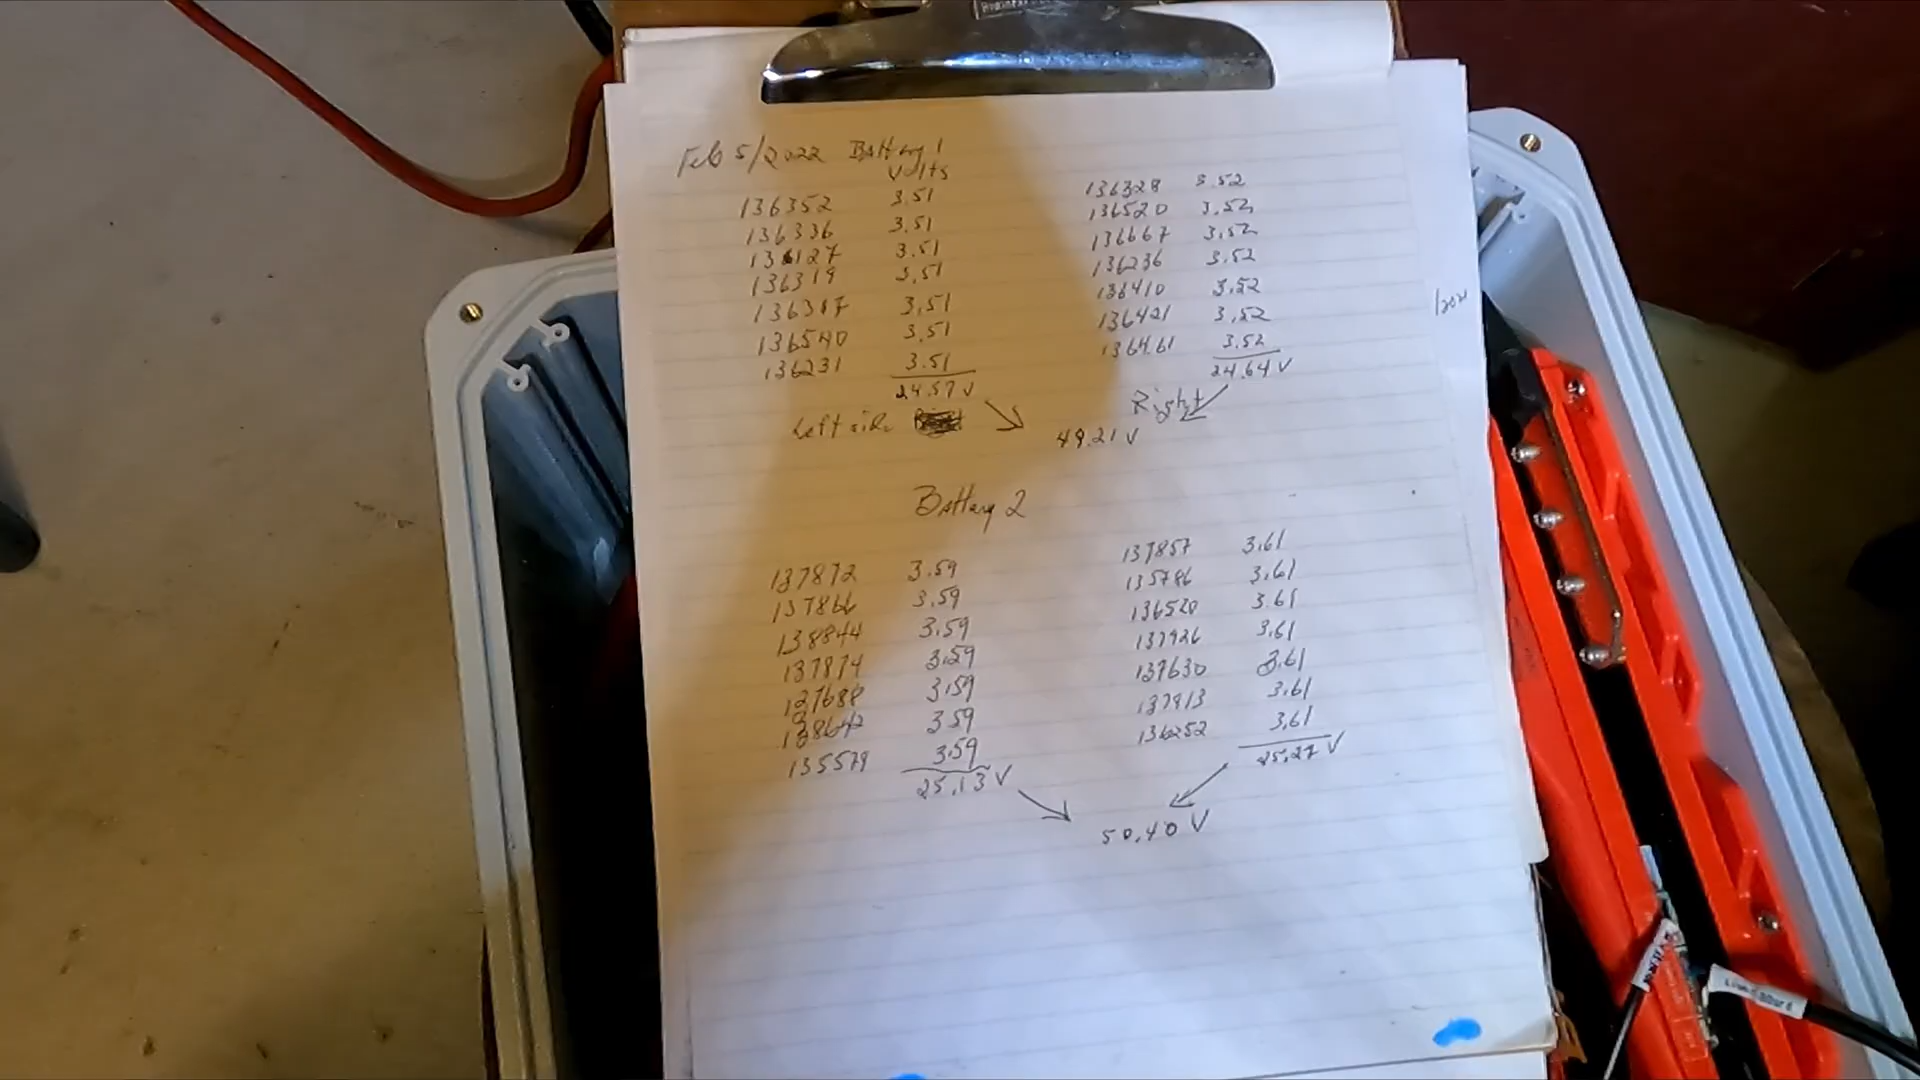 Feb 5/2022 Battery 1
Volts
136352 3.51
136336 3.51
136127 3.51
136319 3.51
136317 3.51
136540 3.51
136231 3.51
24.57 V
Left side
136328 3.52
136520 3.52
136667 3.52
136236 3.52
136410 3.52
136421 3.52
136461 3.52
24.64 V
Right
49.21 V
Battery 2
137872 3.59
137866 3.59
138844 3.59
137874 3.59
137688 3.59
138647 3.59
135579 3.59
25.13 V
137857 3.61
135786 3.61
136520 3.61
137926 3.61
137630 3.61
137913 3.61
136252 3.61
25.27 V
50.40 V
/2021